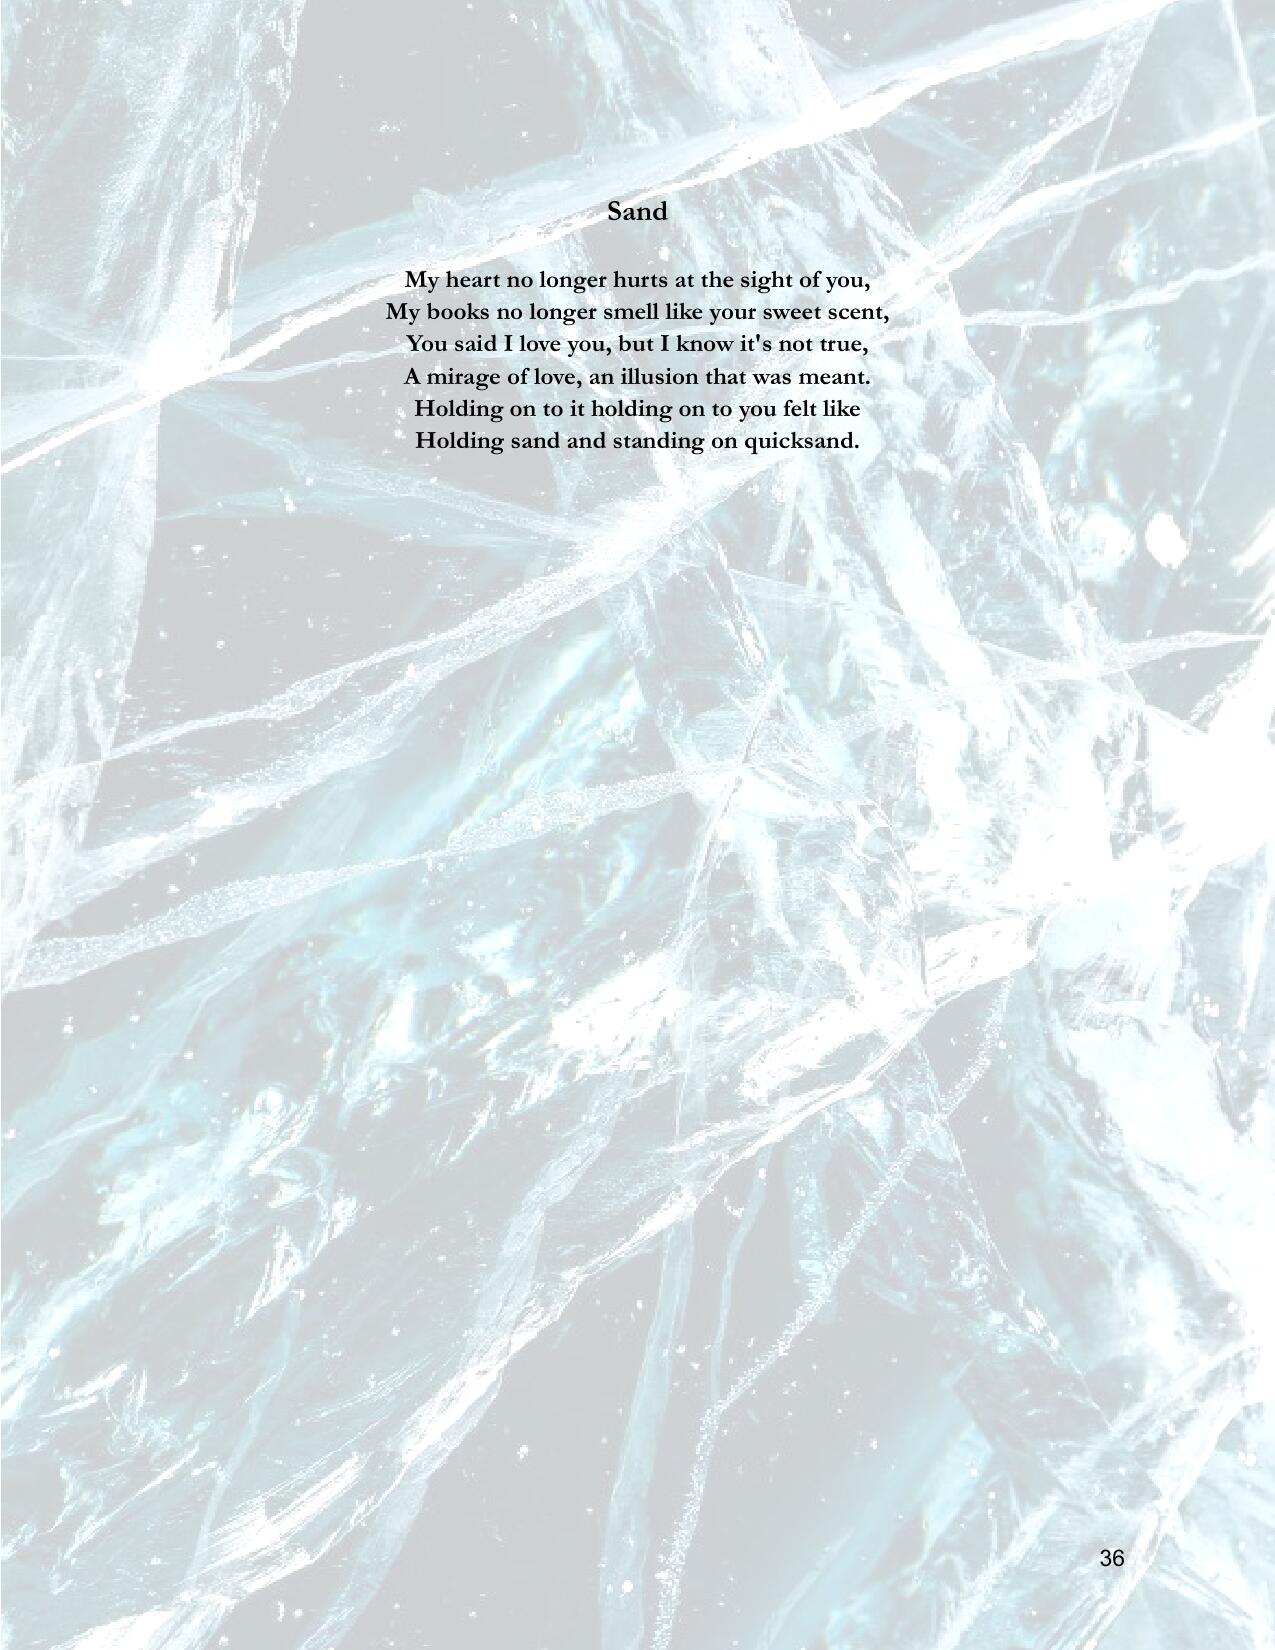 Sand
My heart no longer hurts at the sight of you,
My books no longer smell like your sweet scent,
You said I love you, but I know it's not true,
A mirage of love, an illusion that was meant.
Holding on to it holding on to you felt like
Holding sand and standing on quicksand.
36